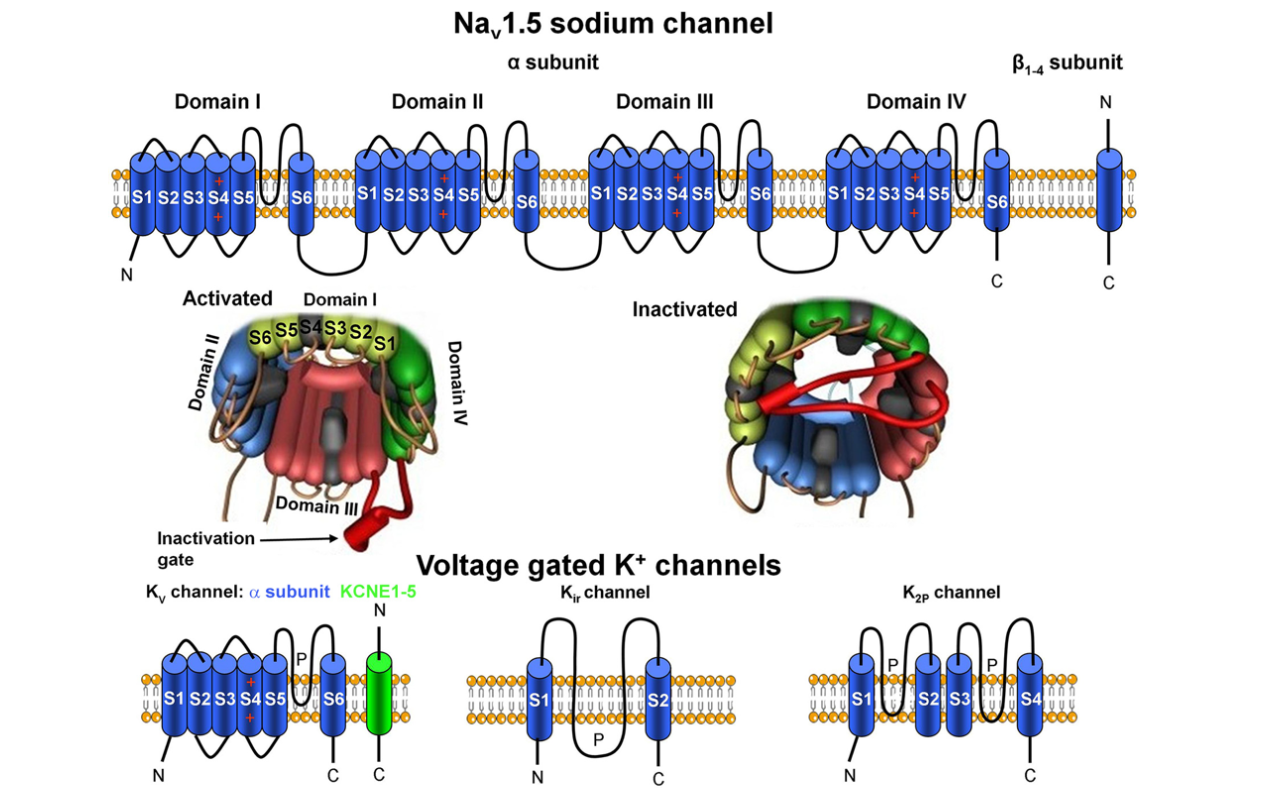 Nav1.5 sodium channel
α subunit
β1-4 subunit
Domain I
Domain II
Domain III
Domain IV
N
S1 S2 S3 + S4 + S5 S6
S1 S2 S3 + S4 + S5 S6
S1 S2 S3 + S4 + S5 S6
S1 S2 S3 + S4 + S5 S6
N
C
C
Activated
Domain I
S6 S5 S4 S3 S2 S1
Domain II
Domain IV
Domain III
Inactivation
gate
Inactivated
Voltage gated K+ channels
Kv channel: α subunit KCNE1-5
N
P
S1 S2 S3 + S4 + S5 S6
N
C
C
Kir channel
S1 S2
P
N
C
K2P channel
P
P
S1 S2 S3 S4
N
C